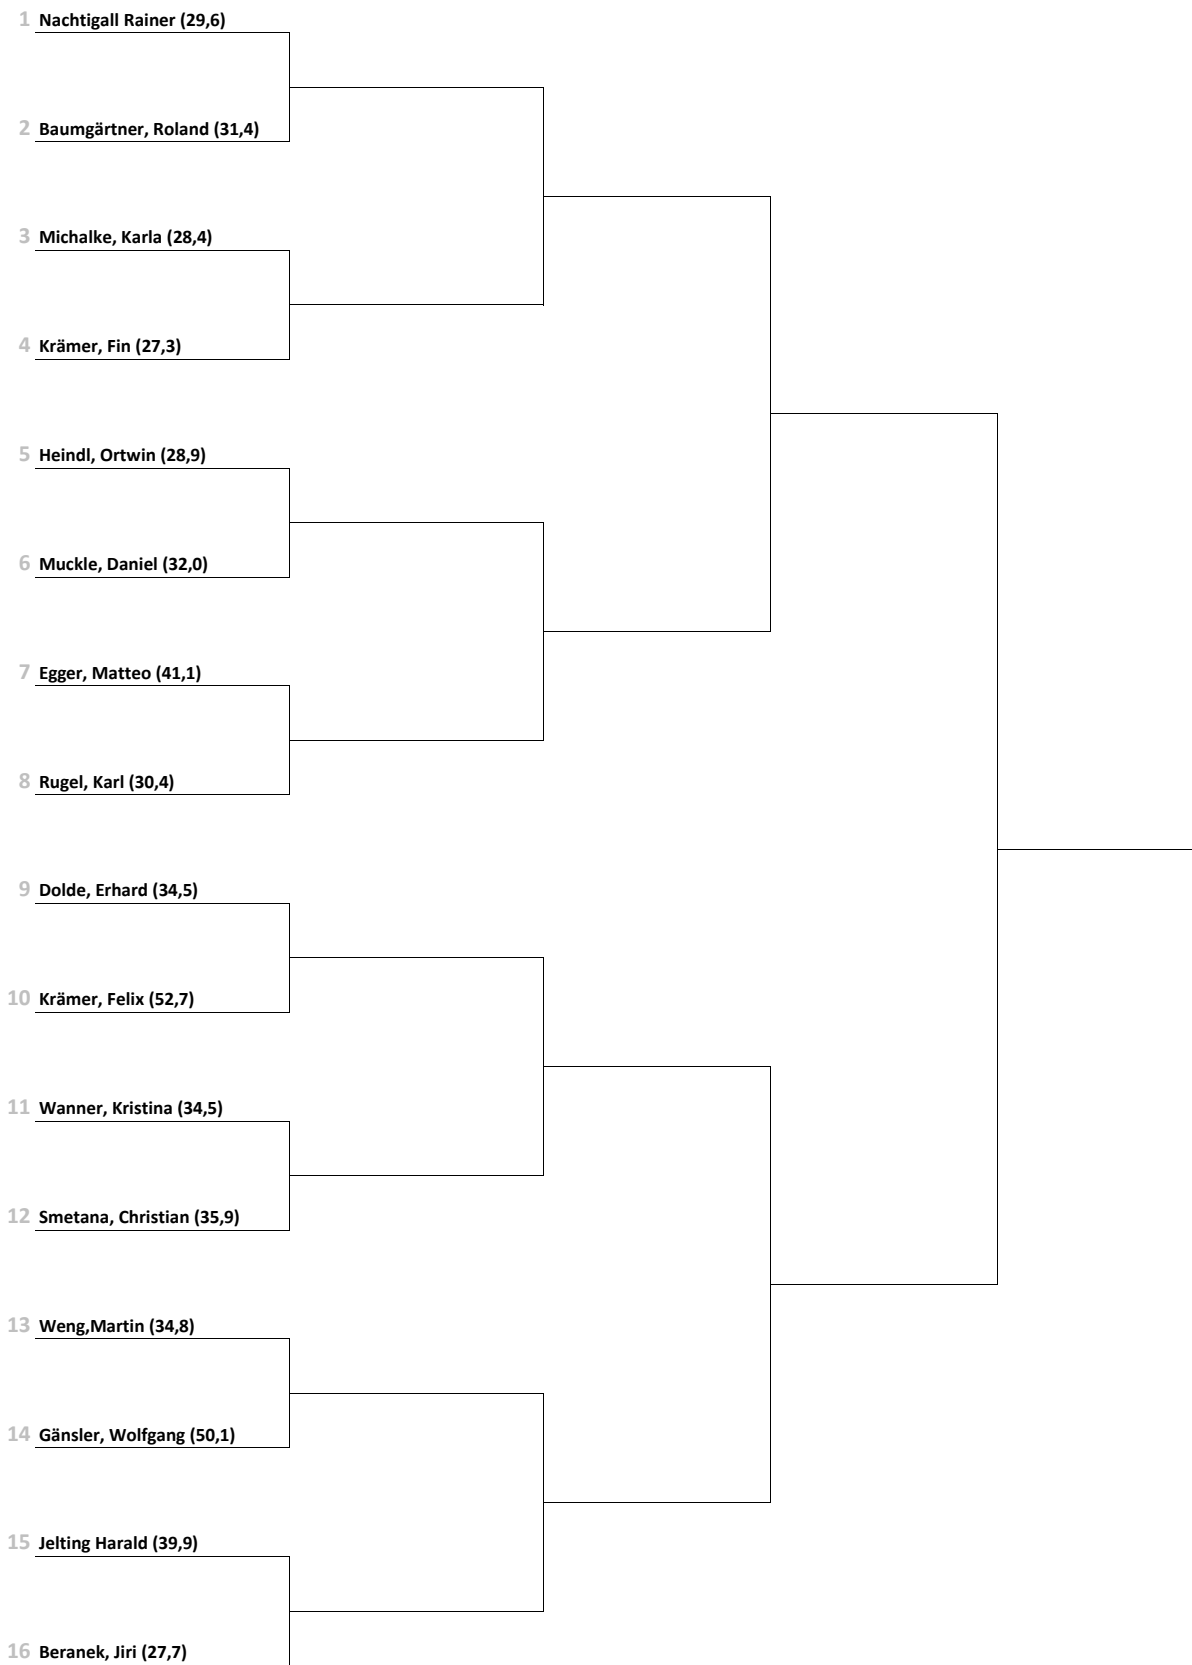 1 Nachtigall Rainer (29,6)
2 Baumgärtner, Roland (31,4)
3 Michalke, Karla (28,4)
4 Krämer, Fin (27,3)
5 Heindl, Ortwin (28,9)
6 Muckle, Daniel (32,0)
7 Egger, Matteo (41,1)
8 Rugel, Karl (30,4)
9 Dolde, Erhard (34,5)
10 Krämer, Felix (52,7)
11 Wanner, Kristina (34,5)
12 Smetana, Christian (35,9)
13 Weng,Martin (34,8)
14 Gänsler, Wolfgang (50,1)
15 Jelting Harald (39,9)
16 Beranek, Jiri (27,7)